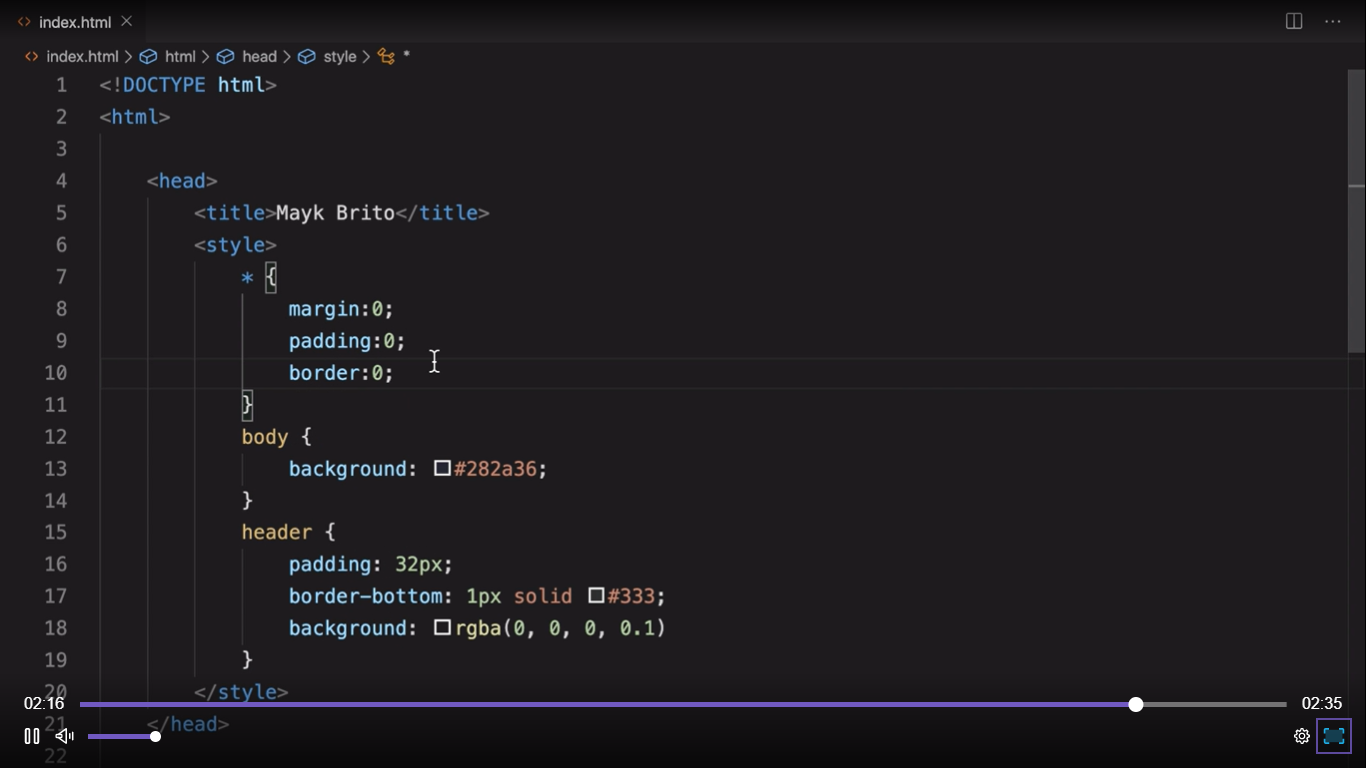 index.html
index.html > html > head > style > *
1 <!DOCTYPE html>
2 <html>
3
4 <head>
5 <title>Mayk Brito</title>
6 <style>
7 * {
8 margin:0;
9 padding:0;
10 border:0;
11 }
12 body {
13 background: #282a36;
14 }
15 header {
16 padding: 32px;
17 border-bottom: 1px solid #333;
18 background: rgba(0, 0, 0, 0.1)
19 }
20 </style>
02:16 02:35
21 </head>
22